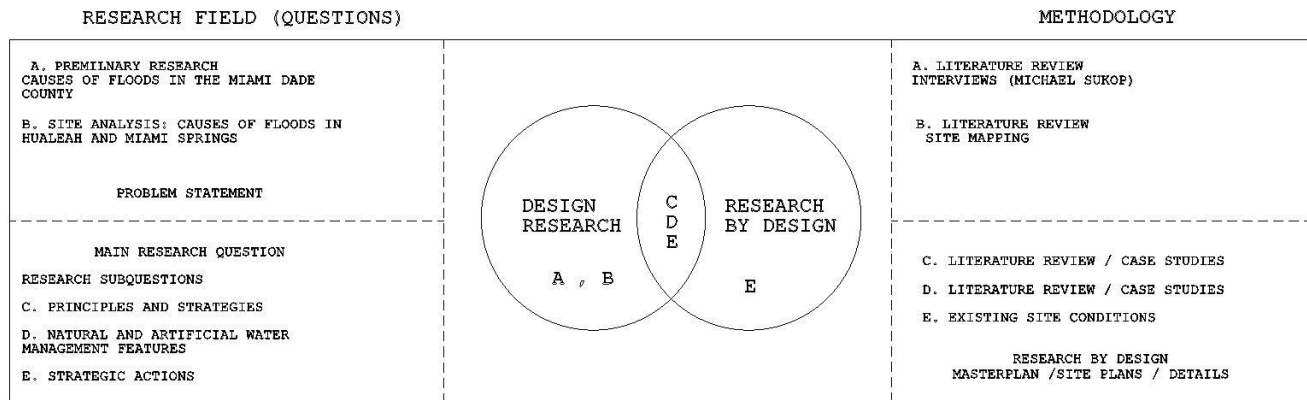 RESEARCH FIELD (QUESTIONS)
A. PREMILNARY RESEARCH
CAUSES OF FLOODS IN THE MIAMI DADE
COUNTY
B. SITE ANALYSIS: CAUSES OF FLOODS IN
HUALEAH AND MIAMI SPRINGS
PROBLEM STATEMENT
MAIN RESEARCH QUESTION
RESEARCH SUBQUESTIONS
C. PRINCIPLES AND STRATEGIES
D. NATURAL AND ARTIFICIAL WATER
MANAGEMENT FEATURES
E. STRATEGIC ACTIONS
DESIGN
RESEARCH
A , B
C
D
E
RESEARCH
BY DESIGN
E
METHODOLOGY
A. LITERATURE REVIEW
INTERVIEWS (MICHAEL SUKOP)
B. LITERATURE REVIEW
SITE MAPPING
C. LITERATURE REVIEW / CASE STUDIES
D. LITERATURE REVIEW / CASE STUDIES
E. EXISTING SITE CONDITIONS
RESEARCH BY DESIGN
MASTERPLAN /SITE PLANS / DETAILS